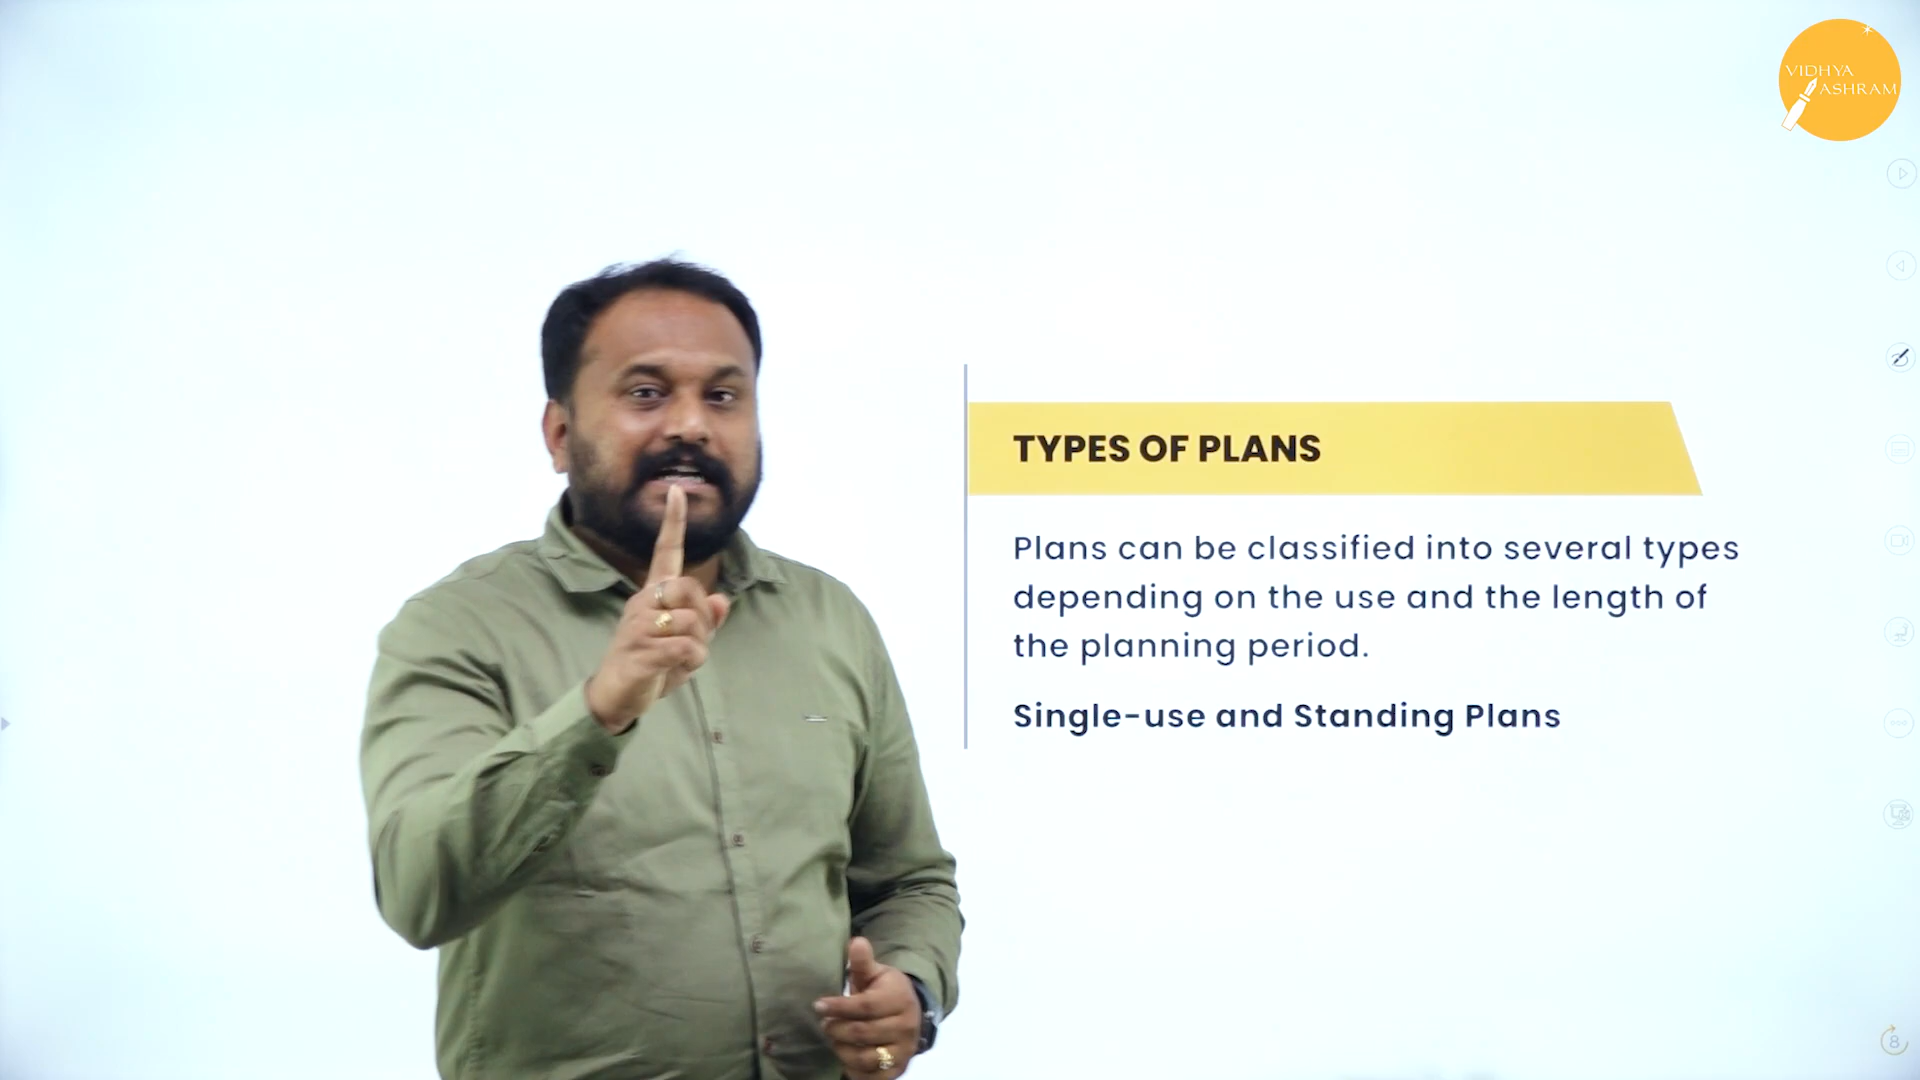 VIDHYA
ASHRAM
TYPES OF PLANS
Plans can be classified into several types
depending on the use and the length of
the planning period.
Single-use and Standing Plans
8